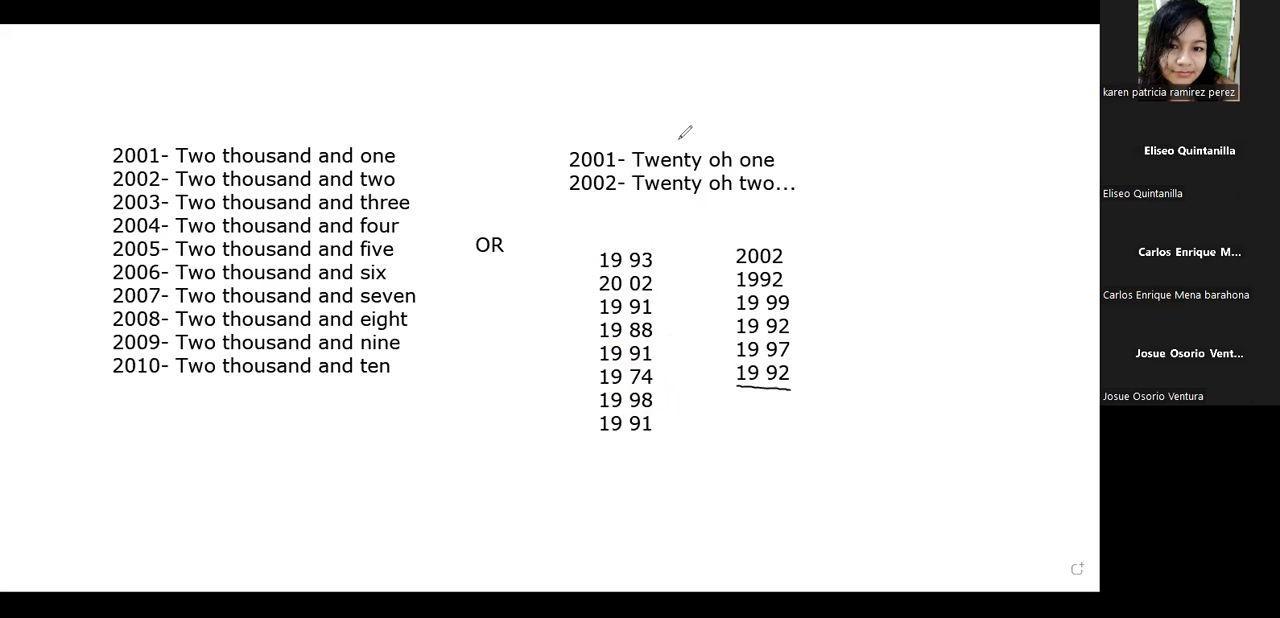 2001- Two thousand and one
2002- Two thousand and two
2003- Two thousand and three
2004- Two thousand and four
2005- Two thousand and five
2006- Two thousand and six
2007- Two thousand and seven
2008- Two thousand and eight
2009- Two thousand and nine
2010- Two thousand and ten
OR
2001- Twenty oh one
2002- Twenty oh two...
19 93
20 02
19 91
19 88
19 91
19 74
19 98
19 91
2002
1992
19 99
19 92
19 97
19 92
karen patricia ramirez perez
Eliseo Quintanilla
Eliseo Quintanilla
Carlos Enrique M...
Carlos Enrique Mena barahona
Josue Osorio Vent...
Josue Osorio Ventura